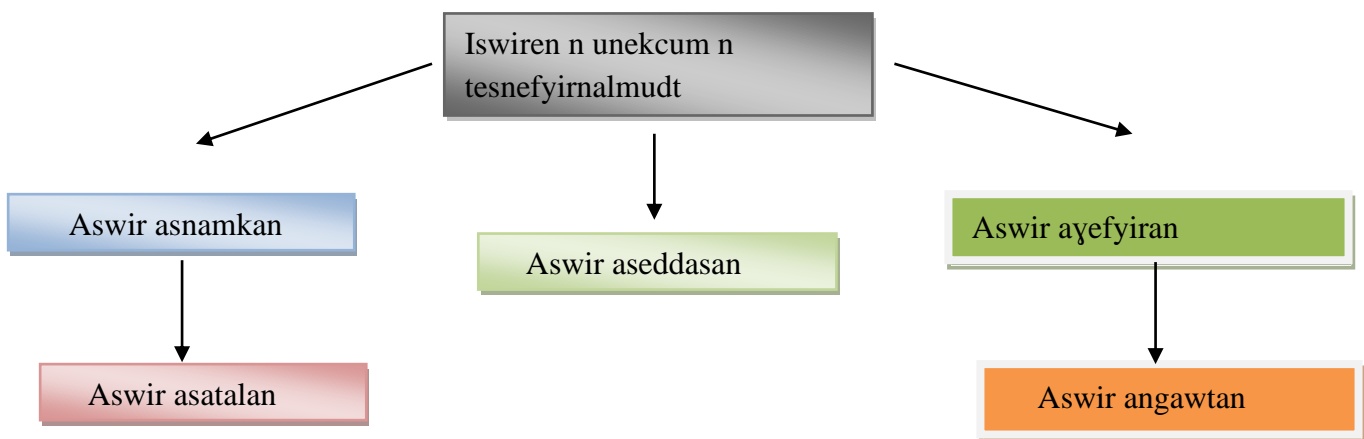 Iswiren n unekcum n
tesnefyirnalmudt
Aswir asnamkan
Aswir aseddasan
Aswir aɣefyiran
Aswir asatalan
Aswir angawtan